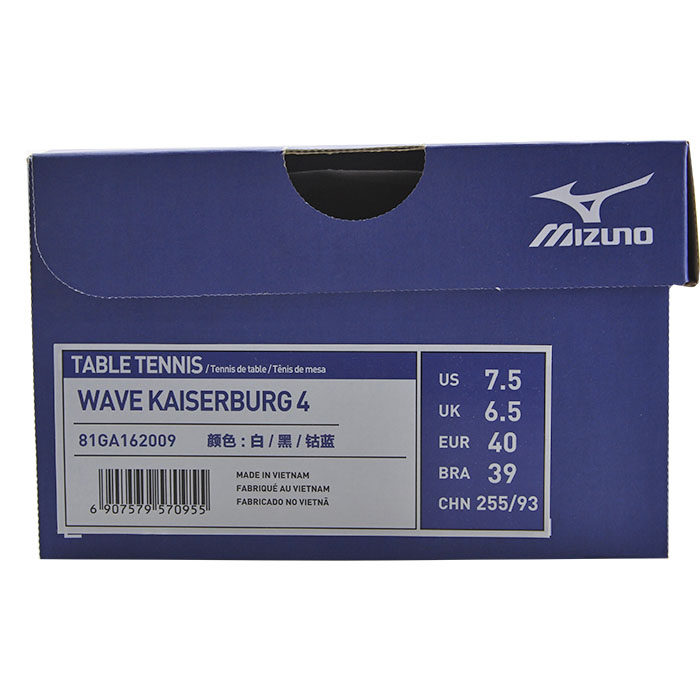 MIZUNO
TABLE TENNIS / Tennis de table / Tênis de mesa
WAVE KAISERBURG 4
81GA162009 颜色:白/黑/钴蓝
MADE IN VIETNAM
FABRIQUÉ AU VIETNAM
FABRICADO NO VIETNÃ
6 907579 570955
US 7.5
UK 6.5
EUR 40
BRA 39
CHN 255/93